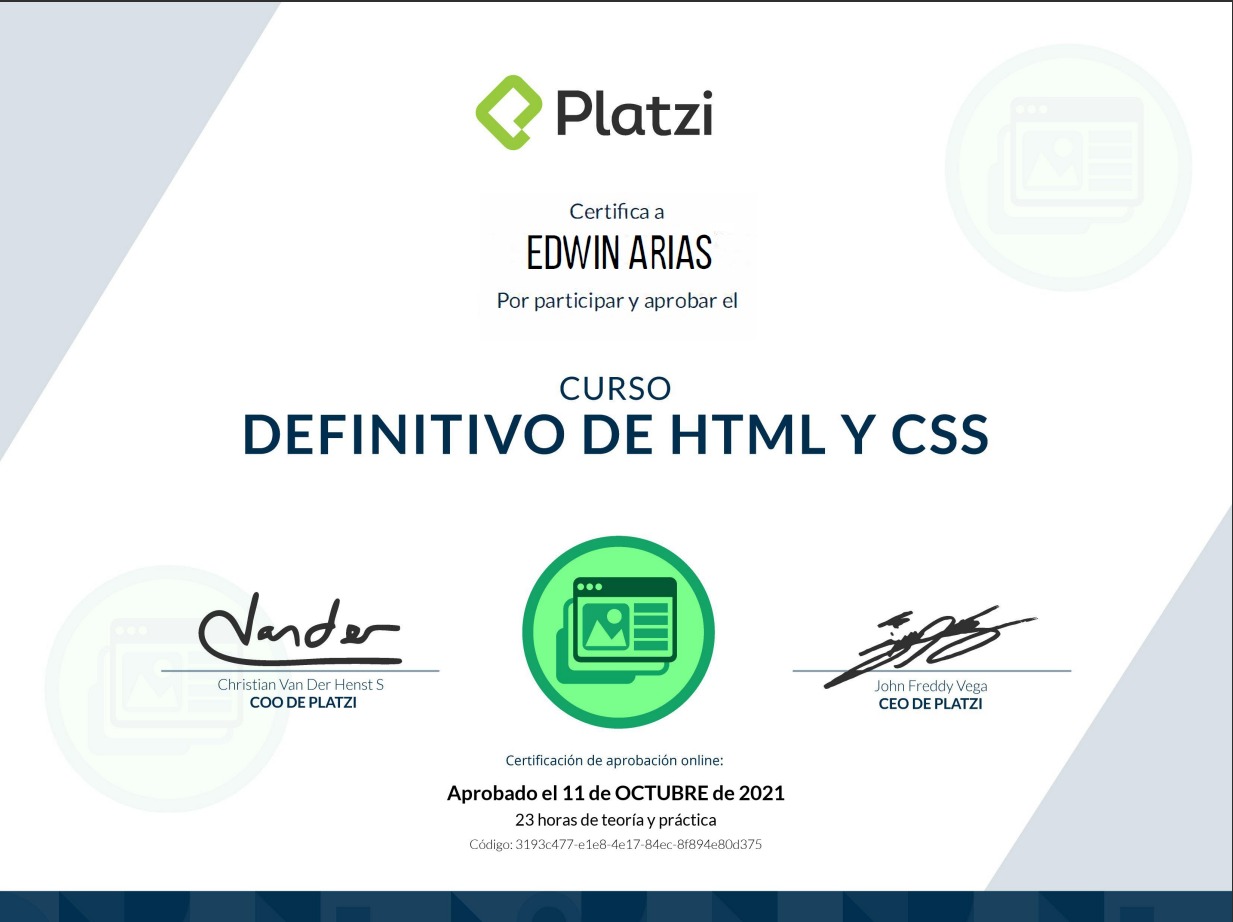 Platzi
Certifica a
EDWIN ARIAS
Por participar y aprobar el
CURSO
DEFINITIVO DE HTML Y CSS
Vander
Christian Van Der Henst S
COO DE PLATZI
John Freddy Vega
CEO DE PLATZI
Certificación de aprobación online:
Aprobado el 11 de OCTUBRE de 2021
23 horas de teoría y práctica
Código: 3193c477-e1e8-4e17-84ec-8f894e80d375